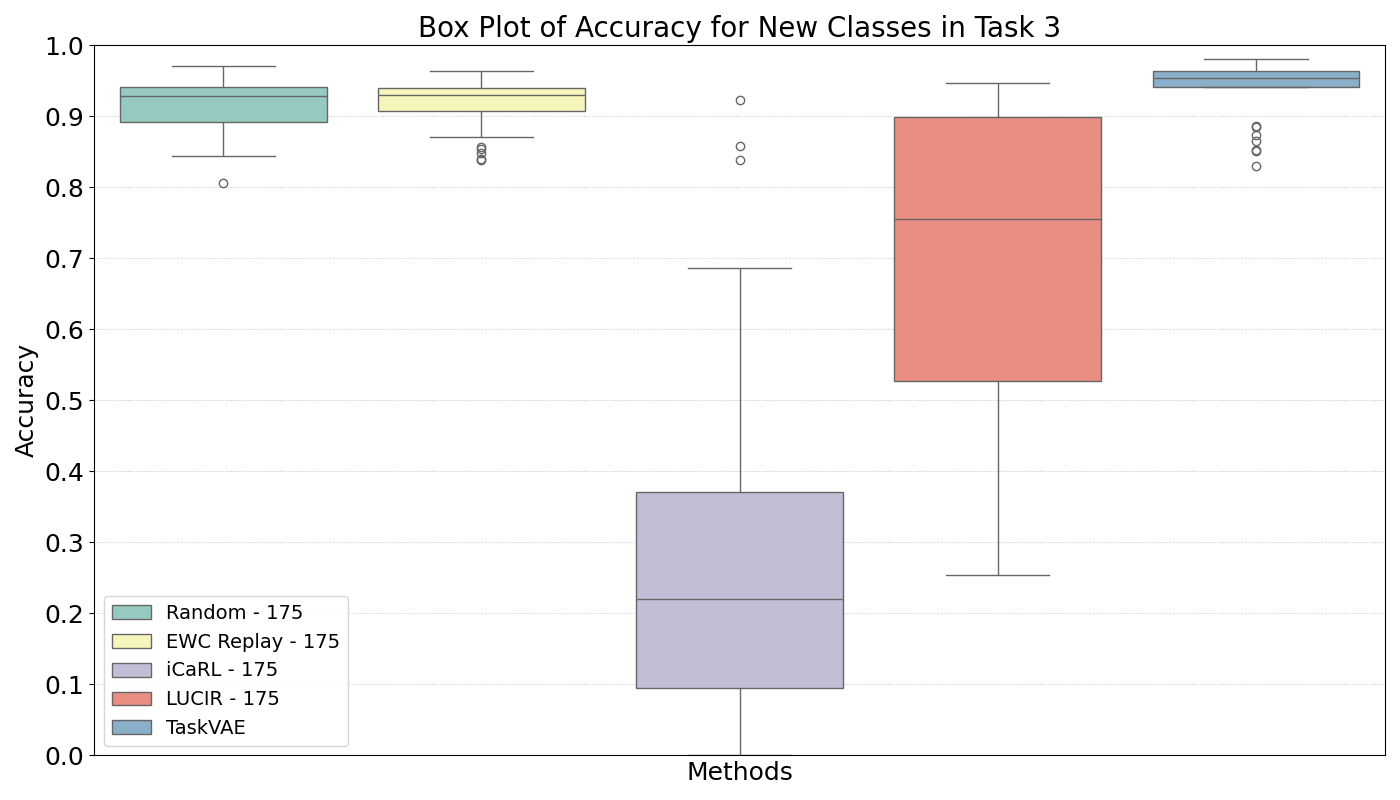 Box Plot of Accuracy for New Classes in Task 3
1.0
0.9
0.8
0.7
0.6
0.5
0.4
0.3
0.2
0.1
0.0
Accuracy
Random - 175
EWC Replay - 175
iCaRL - 175
LUCIR - 175
TaskVAE
Methods